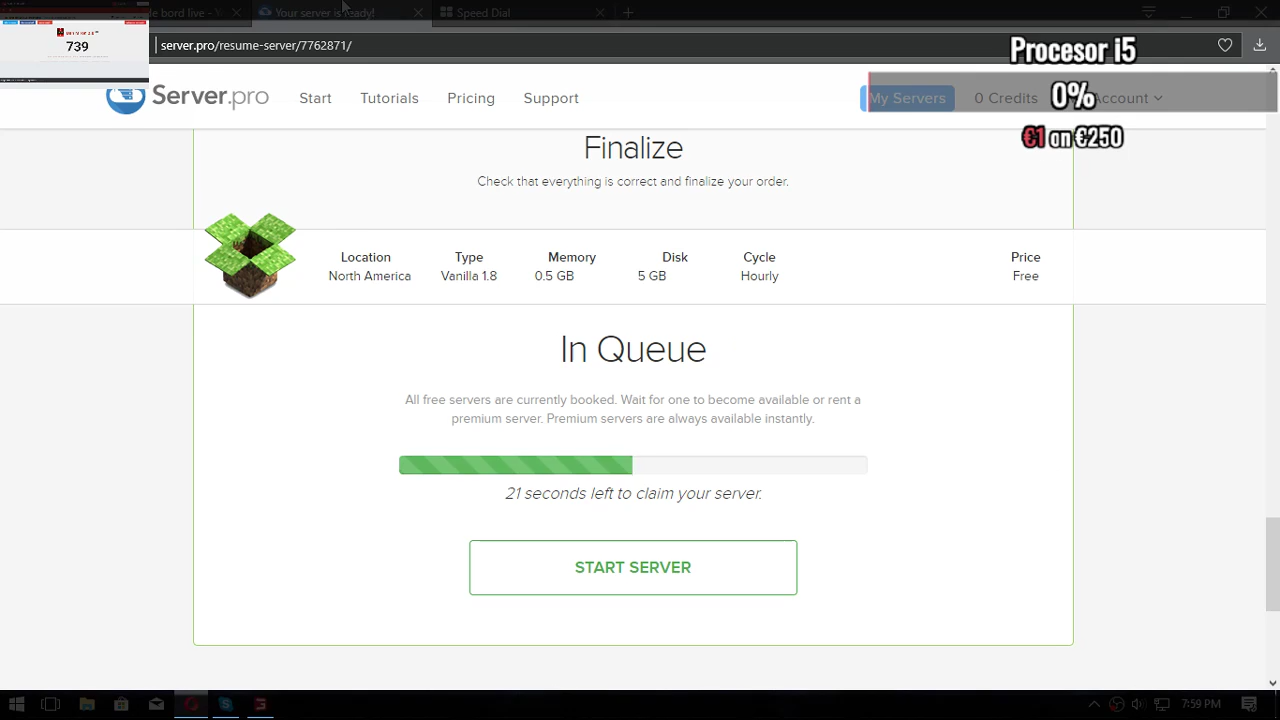 le bord live - V
Your server is ready!
Speed Dial
739
server.pro/resume-server/7762871/
Procesor i5
0%
€1 on €250
Server.pro
Start
Tutorials
Pricing
Support
My Servers
0 Credits
Account
Finalize
Check that everything is correct and finalize your order.
Location
Type
Memory
Disk
Cycle
Price
North America
Vanilla 1.8
0.5 GB
5 GB
Hourly
Free
In Queue
All free servers are currently booked. Wait for one to become available or rent a
premium server. Premium servers are always available instantly.
21 seconds left to claim your server.
START SERVER
7:59 PM